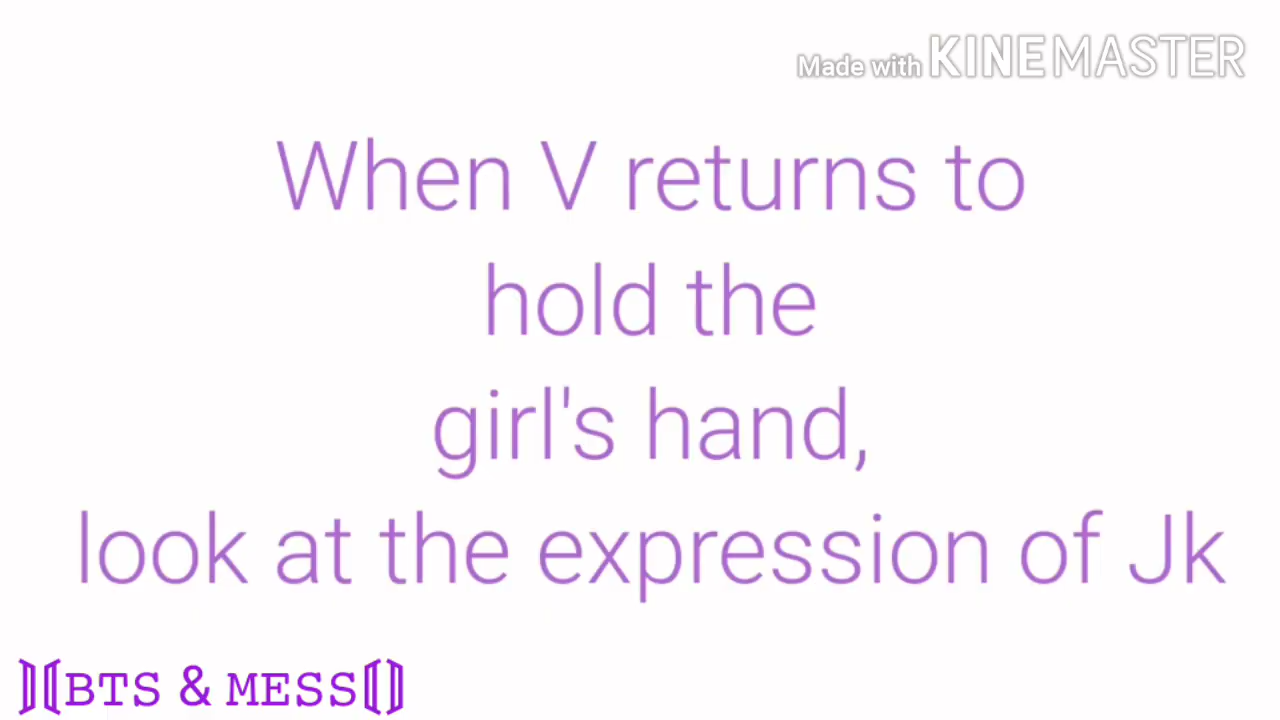 Made with KINEMASTER
When V returns to
hold the
girl's hand,
look at the expression of Jk
⟧⟦BTS & MESS⟦⟧